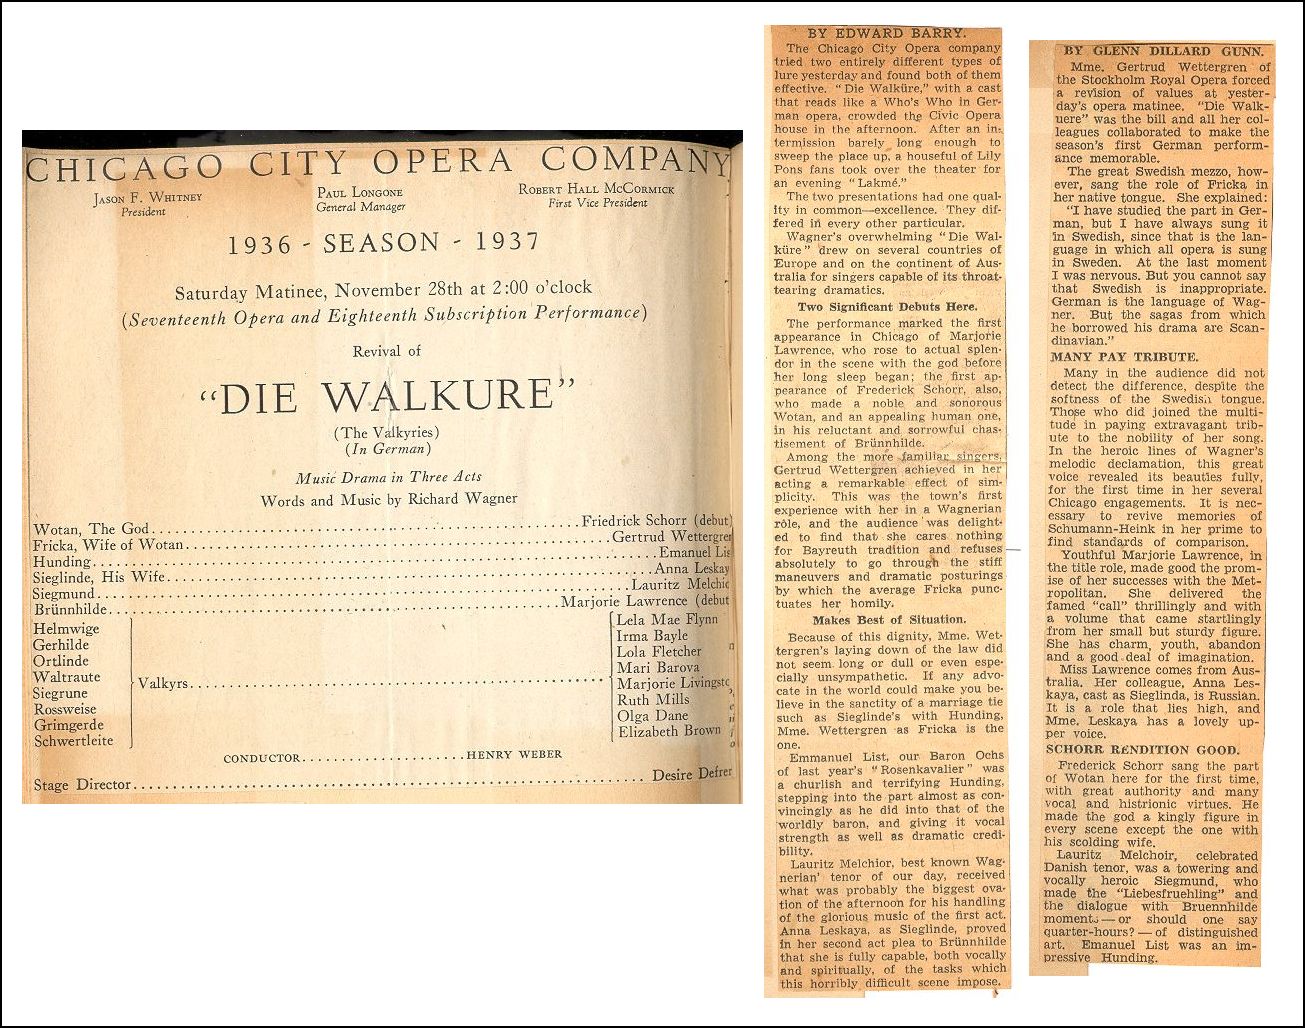 CHICAGO CITY OPERA COMPANY
JASON F. WHITNEY
President
PAUL LONGONE
General Manager
ROBERT HALL MCCORMICK
First Vice President
1936 - SEASON - 1937
Saturday Matinee, November 28th at 2:00 o'clock
(Seventeenth Opera and Eighteenth Subscription Performance)
Revival of
"DIE WALKURE"
(The Valkyries)
(In German)
Music Drama in Three Acts
Words and Music by Richard Wagner
Wotan, The God..........Friedrick Schorr (debut)
Fricka, Wife of Wotan..........Gertrud Wettergren
Hunding..........Emanuel Lis
Sieglinde, His Wife..........Anna Leskay
Siegmund..........Lauritz Melchio
Brünnhilde..........Marjorie Lawrence (debut
Helmwige
Gerhilde
Ortlinde
Waltraute
Siegrune
Rossweise
Grimgerde
Schwertleite
Valkyrs..........
Lela Mae Flynn
Irma Bayle
Lola Fletcher
Mari Barova
Marjorie Livingsto
Ruth Mills
Olga Dane
Elizabeth Brown
CONDUCTOR..........HENRY WEBER
Stage Director..........Desire Defrer
BY EDWARD BARRY.
The Chicago City Opera company
tried two entirely different types of
lure yesterday and found both of them
effective. "Die Walküre," with a cast
that reads like a Who's Who in Ger-
man opera, crowded the Civic Opera
house in the afternoon. After an in-
termission barely long enough to
sweep the place up, a houseful of Lily
Pons fans took over the theater for
an evening "Lakmé."
The two presentations had one qual-
ity in common—excellence. They dif-
fered in every other particular.
Wagner's overwhelming "Die Wal-
küre" drew on several countries of
Europe and on the continent of Aus-
tralia for singers capable of its throat-
tearing dramatics.
Two Significant Debuts Here.
The performance marked the first
appearance in Chicago of Marjorie
Lawrence, who rose to actual splen-
dor in the scene with the god before
her long sleep began; the first ap-
pearance of Frederick Schorr, also,
who made a noble and sonorous
Wotan, and an appealing human one,
in his reluctant and sorrowful chas-
tisement of Brünnhilde.
Among the more familiar singers,
Gertrud Wettergren achieved in her
acting a remarkable effect of sim-
plicity. This was the town's first
experience with her in a Wagnerian
rôle, and the audience was delight-
ed to find that she cares nothing
for Bayreuth tradition and refuses
absolutely to go through the stiff
maneuvers and dramatic posturings
by which the average Fricka punc-
tuates her homily.
Makes Best of Situation.
Because of this dignity, Mme. Wet-
tergren's laying down of the law did
not seem long or dull or even espe-
cially unsympathetic. If any advo-
cate in the world could make you be-
lieve in the sanctity of a marriage tie
such as Sieglinde's with Hunding,
Mme. Wettergren as Fricka is the
one.
Emmanuel List, our Baron Ochs
of last year's "Rosenkavalier" was
a churlish and terrifying Hunding,
stepping into the part almost as con-
vincingly as he did into that of the
worldly baron, and giving it vocal
strength as well as dramatic credi-
bility.
Lauritz Melchior, best known Wag-
nerian tenor of our day, received
what was probably the biggest ova-
tion of the afternoon for his handling
of the glorious music of the first act.
Anna Leskaya, as Sieglinde, proved
in her second act plea to Brünnhilde
that she is fully capable, both vocally
and spiritually, of the tasks which
this horribly difficult scene impose.
BY GLENN DILLARD GUNN.
Mme. Gertrud Wettergren of
the Stockholm Royal Opera forced
a revision of values at yester-
day's opera matinee. "Die Walk-
uere" was the bill and all her col-
leagues collaborated to make the
season's first German perform-
ance memorable.
The great Swedish mezzo, how-
ever, sang the role of Fricka in
her native tongue. She explained:
"I have studied the part in Ger-
man, but I have always sung it
in Swedish, since that is the lan-
guage in which all opera is sung
in Sweden. At the last moment
I was nervous. But you cannot say
that Swedish is inappropriate.
German is the language of Wag-
ner. But the sagas from which
he borrowed his drama are Scan-
dinavian."
MANY PAY TRIBUTE.
Many in the audience did not
detect the difference, despite the
softness of the Swedish tongue.
Those who did joined the multi-
tude in paying extravagant trib-
ute to the nobility of her song.
In the heroic lines of Wagner's
melodic declamation, this great
voice revealed its beauties fully,
for the first time in her several
Chicago engagements. It is nec-
essary to revive memories of
Schumann-Heink in her prime to
find standards of comparison.
Youthful Marjorie Lawrence, in
the title role, made good the prom-
ise of her successes with the Met-
ropolitan. She delivered the
famed "call" thrillingly and with
a volume that came startlingly
from her small but sturdy figure.
She has charm, youth, abandon
and a good deal of imagination.
Miss Lawrence comes from Aus-
tralia. Her colleague, Anna Les-
kaya, cast as Sieglinda, is Russian.
It is a role that lies high, and
Mme. Leskaya has a lovely up-
per voice.
SCHORR RENDITION GOOD.
Frederick Schorr sang the part
of Wotan here for the first time,
with great authority and many
vocal and histrionic virtues. He
made the god a kingly figure in
every scene except the one with
his scolding wife.
Lauritz Melchoir, celebrated
Danish tenor, was a towering and
vocally heroic Siegmund, who
made the "Liebesfruehling" and
the dialogue with Bruennhilde
moments—or should one say
quarter-hours?—of distinguished
art. Emanuel List was an im-
pressive Hunding.